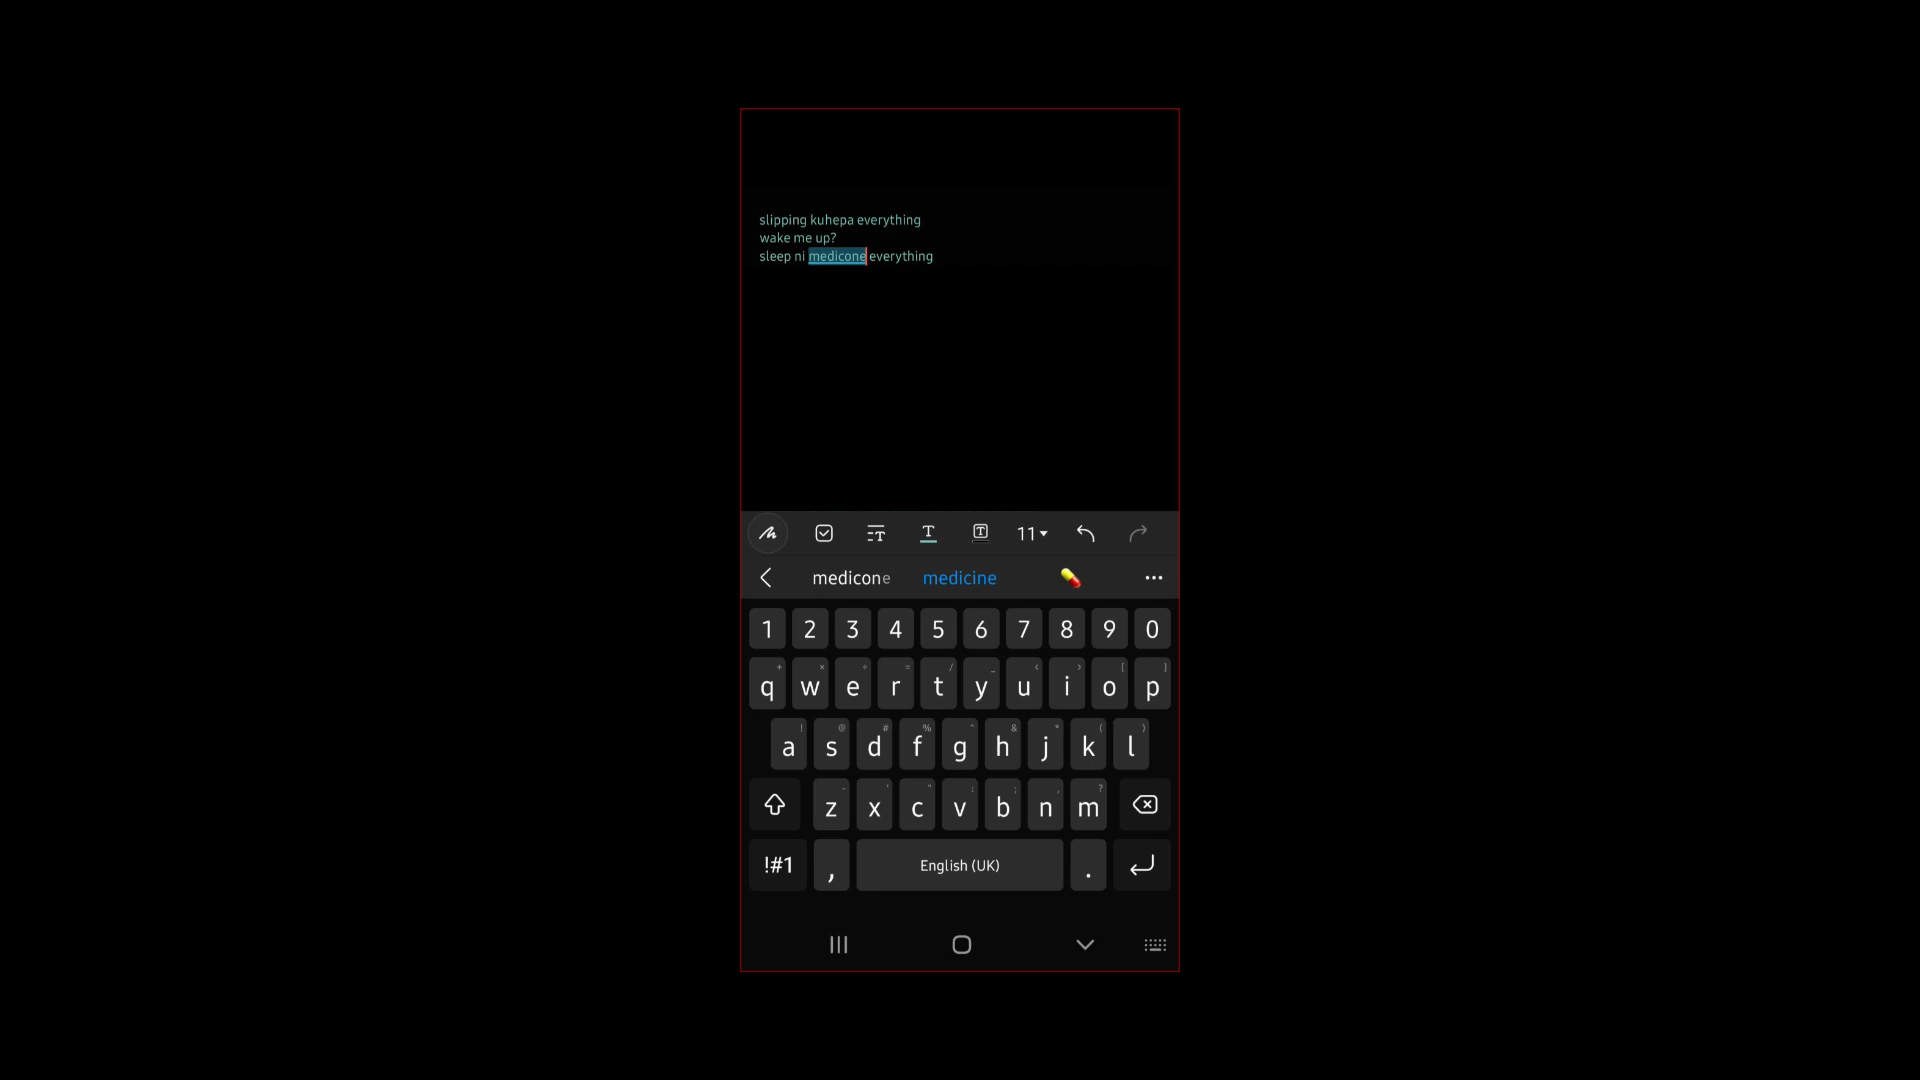 slipping kuhepa everything
wake me up?
sleep ni medicone everything
11
medicone medicine
1 2 3 4 5 6 7 8 9 0
+ × ÷ = / _ < > [ ]
q w e r t y u i o p
! @ # % ^ & * ( )
a s d f g h j k l
- ' " : ; , ?
z x c v b n m
!#1 , English (UK) .